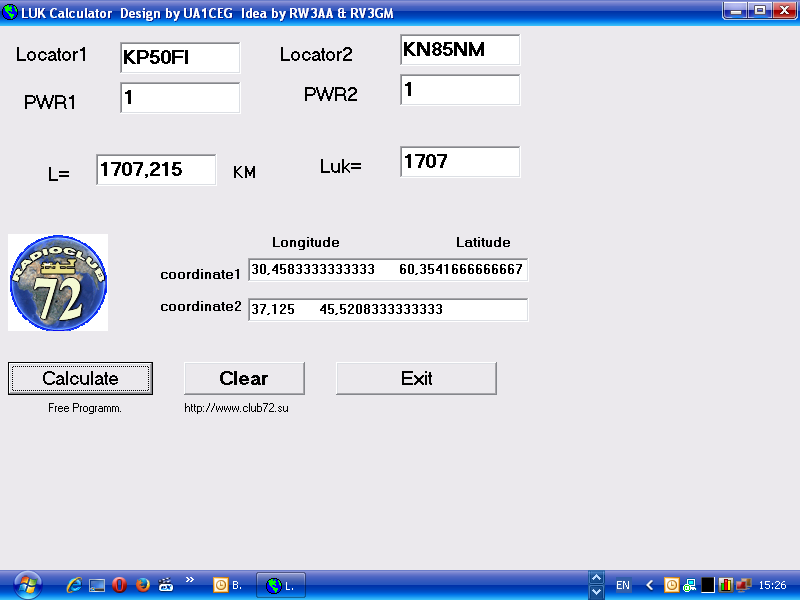 LUK Calculator  Design by UA1CEG  Idea by RW3AA & RV3GM
Locator1 KP50FI Locator2 KN85NM
PWR1 1 PWR2 1
L= 1707,215 KM Luk= 1707
Longitude Latitude
RADIOCLUB
72
coordinate1 30,4583333333333 60,3541666666667
coordinate2 37,125 45,5208333333333
Calculate Clear Exit
Free Programm. http://www.club72.su
B. L. EN 15:26